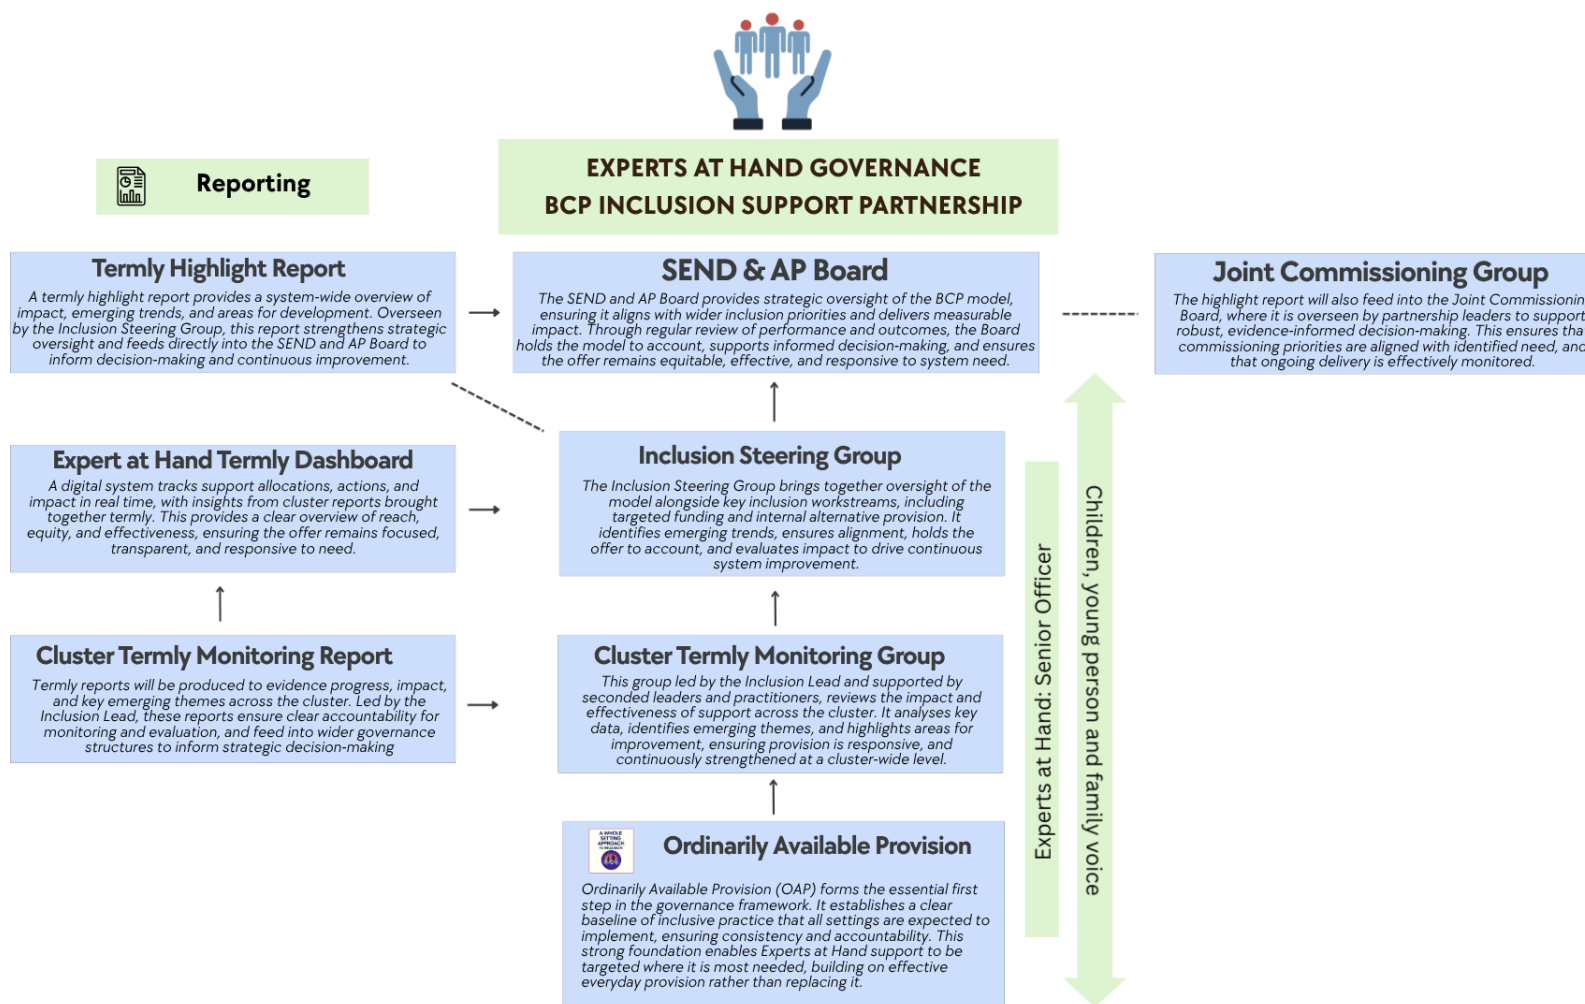 EXPERTS AT HAND GOVERNANCE
BCP INCLUSION SUPPORT PARTNERSHIP
Reporting
Termly Highlight Report
A termly highlight report provides a system-wide overview of
impact, emerging trends, and areas for development. Overseen
by the Inclusion Steering Group, this report strengthens strategic
oversight and feeds directly into the SEND and AP Board to
inform decision-making and continuous improvement.
SEND & AP Board
The SEND and AP Board provides strategic oversight of the BCP model,
ensuring it aligns with wider inclusion priorities and delivers measurable
impact. Through regular review of performance and outcomes, the Board
holds the model to account, supports informed decision-making, and ensures
the offer remains equitable, effective, and responsive to system need.
Joint Commissioning Group
The highlight report will also feed into the Joint Commissionin
Board, where it is overseen by partnership leaders to support
robust, evidence-informed decision-making. This ensures tha
commissioning priorities are aligned with identified need, and
that ongoing delivery is effectively monitored.
Expert at Hand Termly Dashboard
A digital system tracks support allocations, actions, and
impact in real time, with insights from cluster reports brought
together termly. This provides a clear overview of reach,
equity, and effectiveness, ensuring the offer remains focused,
transparent, and responsive to need.
Inclusion Steering Group
The Inclusion Steering Group brings together oversight of the
model alongside key inclusion workstreams, including
targeted funding and internal alternative provision. It
identifies emerging trends, ensures alignment, holds the
offer to account, and evaluates impact to drive continuous
system improvement.
Cluster Termly Monitoring Report
Termly reports will be produced to evidence progress, impact,
and key emerging themes across the cluster. Led by the
Inclusion Lead, these reports ensure clear accountability for
monitoring and evaluation, and feed into wider governance
structures to inform strategic decision-making
Cluster Termly Monitoring Group
This group led by the Inclusion Lead and supported by
seconded leaders and practitioners, reviews the impact and
effectiveness of support across the cluster. It analyses key
data, identifies emerging themes, and highlights areas for
improvement, ensuring provision is responsive, and
continuously strengthened at a cluster-wide level.
A WHOLE
SETTING
APPROACH
TO INCLUSION
Ordinarily Available Provision
Ordinarily Available Provision (OAP) forms the essential first
step in the governance framework. It establishes a clear
baseline of inclusive practice that all settings are expected to
implement, ensuring consistency and accountability. This
strong foundation enables Experts at Hand support to be
targeted where it is most needed, building on effective
everyday provision rather than replacing it.
Experts at Hand: Senior Officer
Children, young person and family voice